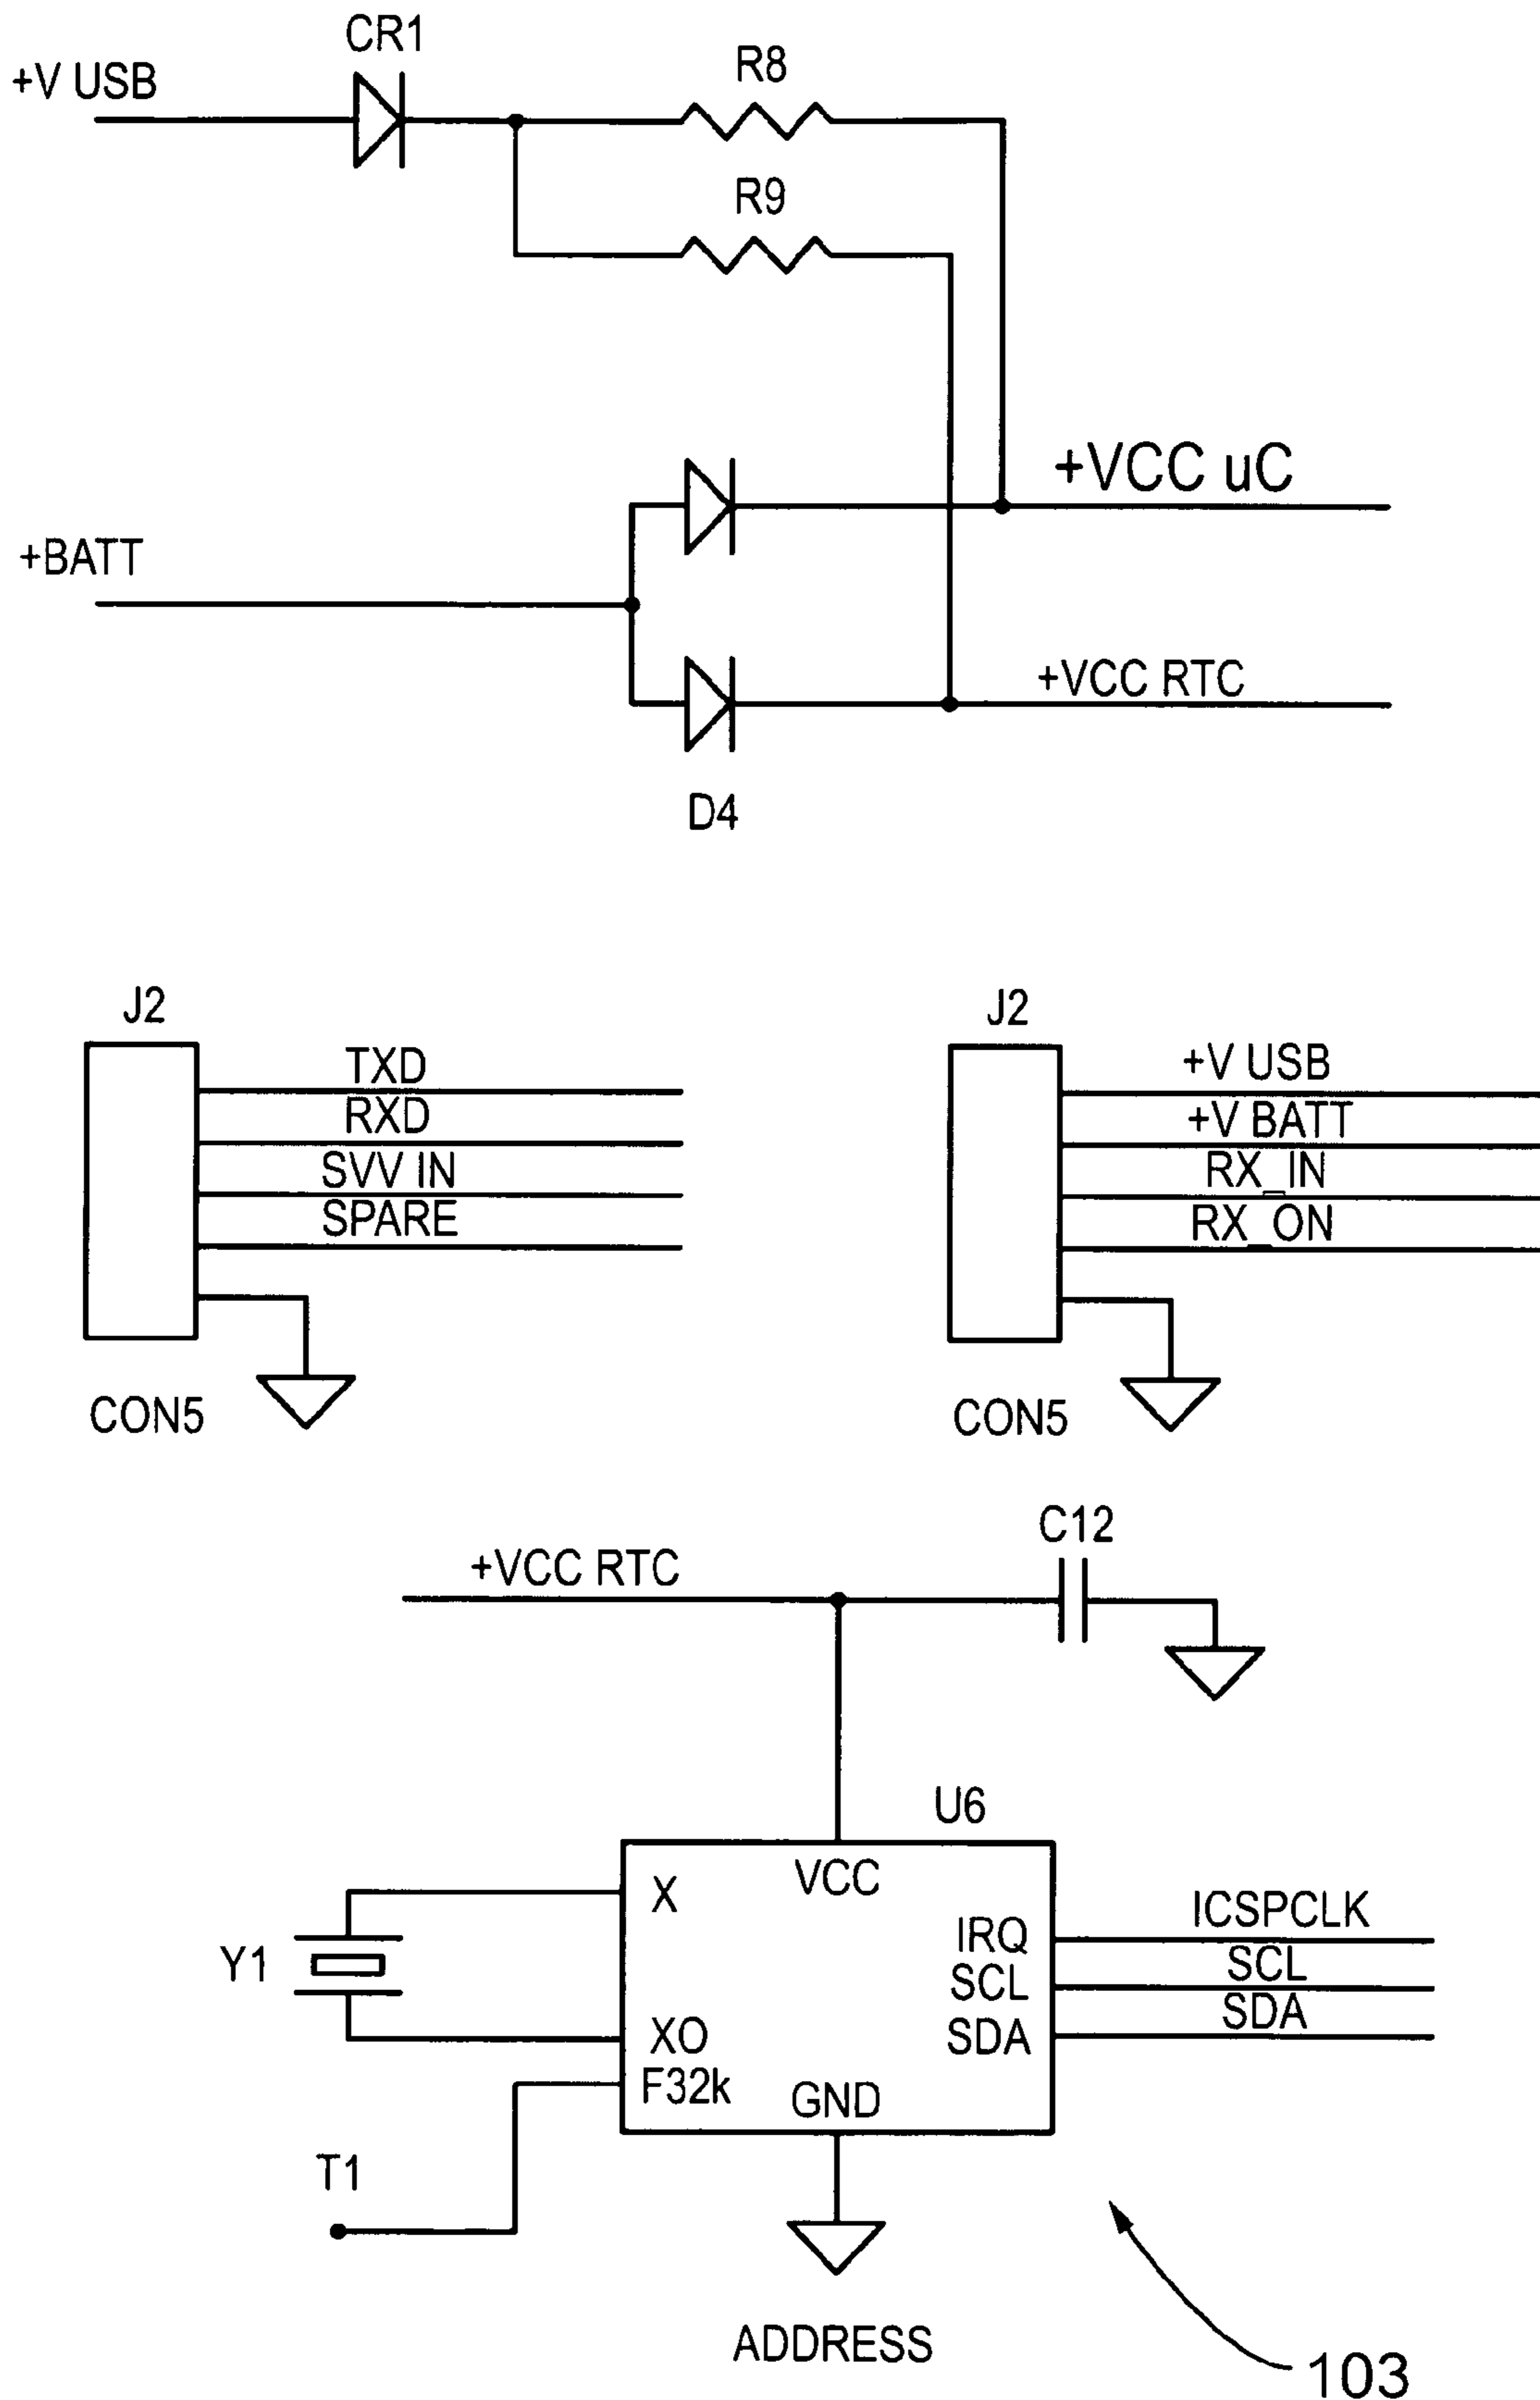 CR1
+V USB
R8
R9
+VCC uC
+BATT
+VCC RTC
D4
J2
TXD
RXD
SVV IN
SPARE
CON5
J2
+V USB
+V BATT
RX_IN
RX_ON
CON5
C12
+VCC RTC
U6
VCC
X
IRQ
SCL
SDA
ICSPCLK
SCL
SDA
Y1
XO
F32k
GND
T1
ADDRESS
103